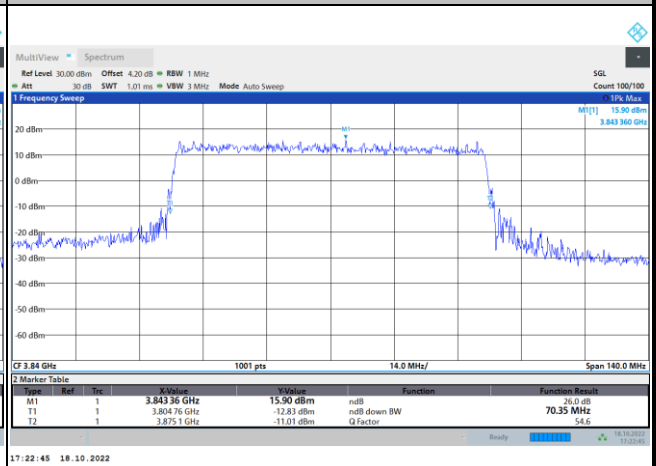 MultiView Spectrum
Ref Level 30.00 dBm Offset 4.20 dB RBW 1 MHz SGL
Att 30 dB SWT 1.01 ms VBW 3 MHz Mode Auto Sweep Count 100/100
1 Frequency Sweep 1Pk Max
M1[1] 15.90 dBm
3.843 360 GHz
M1
20 dBm
10 dBm
0 dBm
-10 dBm
-20 dBm
-30 dBm
-40 dBm
-50 dBm
-60 dBm
CF 3.84 GHz 1001 pts 14.0 MHz/ Span 140.0 MHz
2 Marker Table
Type Ref Trc X-Value Y-Value Function Function Result
M1 1 3.843 36 GHz 15.90 dBm ndB 26.0 dB
T1 1 3.804 76 GHz -12.83 dBm ndB down BW 70.35 MHz
T2 1 3.875 1 GHz -11.01 dBm Q Factor 54.6
Ready 18.10.2022
17:22:45
17:22:45 18.10.2022